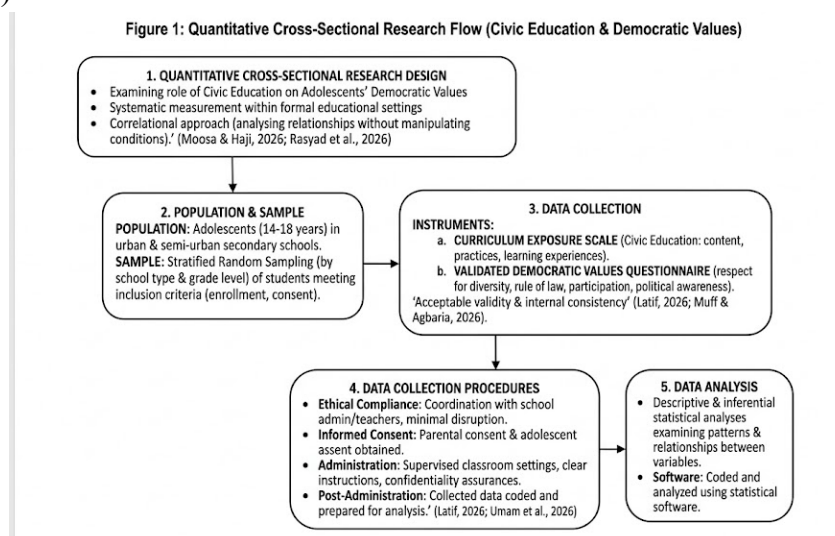 )
Figure 1: Quantitative Cross-Sectional Research Flow (Civic Education & Democratic Values)
1. QUANTITATIVE CROSS-SECTIONAL RESEARCH DESIGN
• Examining role of Civic Education on Adolescents’ Democratic Values
• Systematic measurement within formal educational settings
• Correlational approach (analysing relationships without manipulating
conditions).’ (Moosa & Haji, 2026; Rasyad et al., 2026)
2. POPULATION & SAMPLE
POPULATION: Adolescents (14-18 years) in
urban & semi-urban secondary schools.
SAMPLE: Stratified Random Sampling (by
school type & grade level) of students meeting
inclusion criteria (enrollment, consent).
3. DATA COLLECTION
INSTRUMENTS:
a. CURRICULUM EXPOSURE SCALE (Civic Education: content,
practices, learning experiences).
b. VALIDATED DEMOCRATIC VALUES QUESTIONNAIRE (respect
for diversity, rule of law, participation, political awareness).
‘Acceptable validity & internal consistency’ (Latif, 2026; Muff &
Agbaria, 2026).
4. DATA COLLECTION PROCEDURES
• Ethical Compliance: Coordination with school
admin/teachers, minimal disruption.
• Informed Consent: Parental consent & adolescent
assent obtained.
• Administration: Supervised classroom settings, clear
instructions, confidentiality assurances.
• Post-Administration: Collected data coded and
prepared for analysis.’ (Latif, 2026; Umam et al., 2026)
5. DATA ANALYSIS
• Descriptive & inferential
statistical analyses
examining patterns &
relationships between
variables.
• Software: Coded and
analyzed using statistical
software.